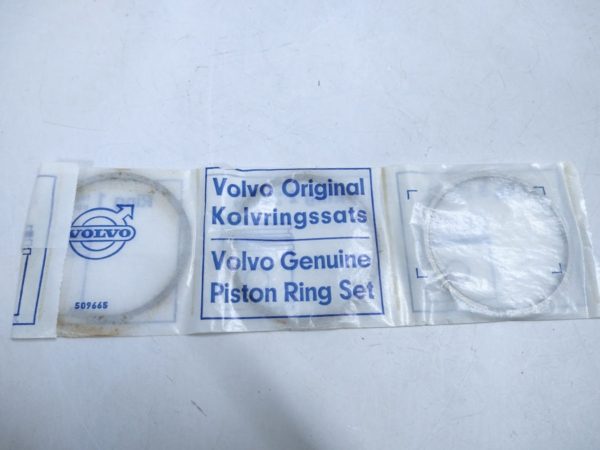 VOLVO
509665
Volvo Original
Kolvringssats
Volvo Genuine
Piston Ring Set